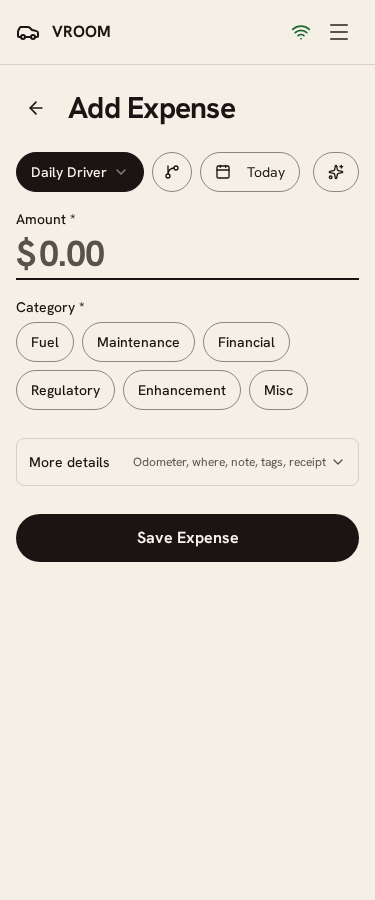 VROOM
Add Expense
Daily Driver
Today
Amount *
$0.00
Category *
Fuel Maintenance Financial
Regulatory Enhancement Misc
More details Odometer, where, note, tags, receipt
Save Expense